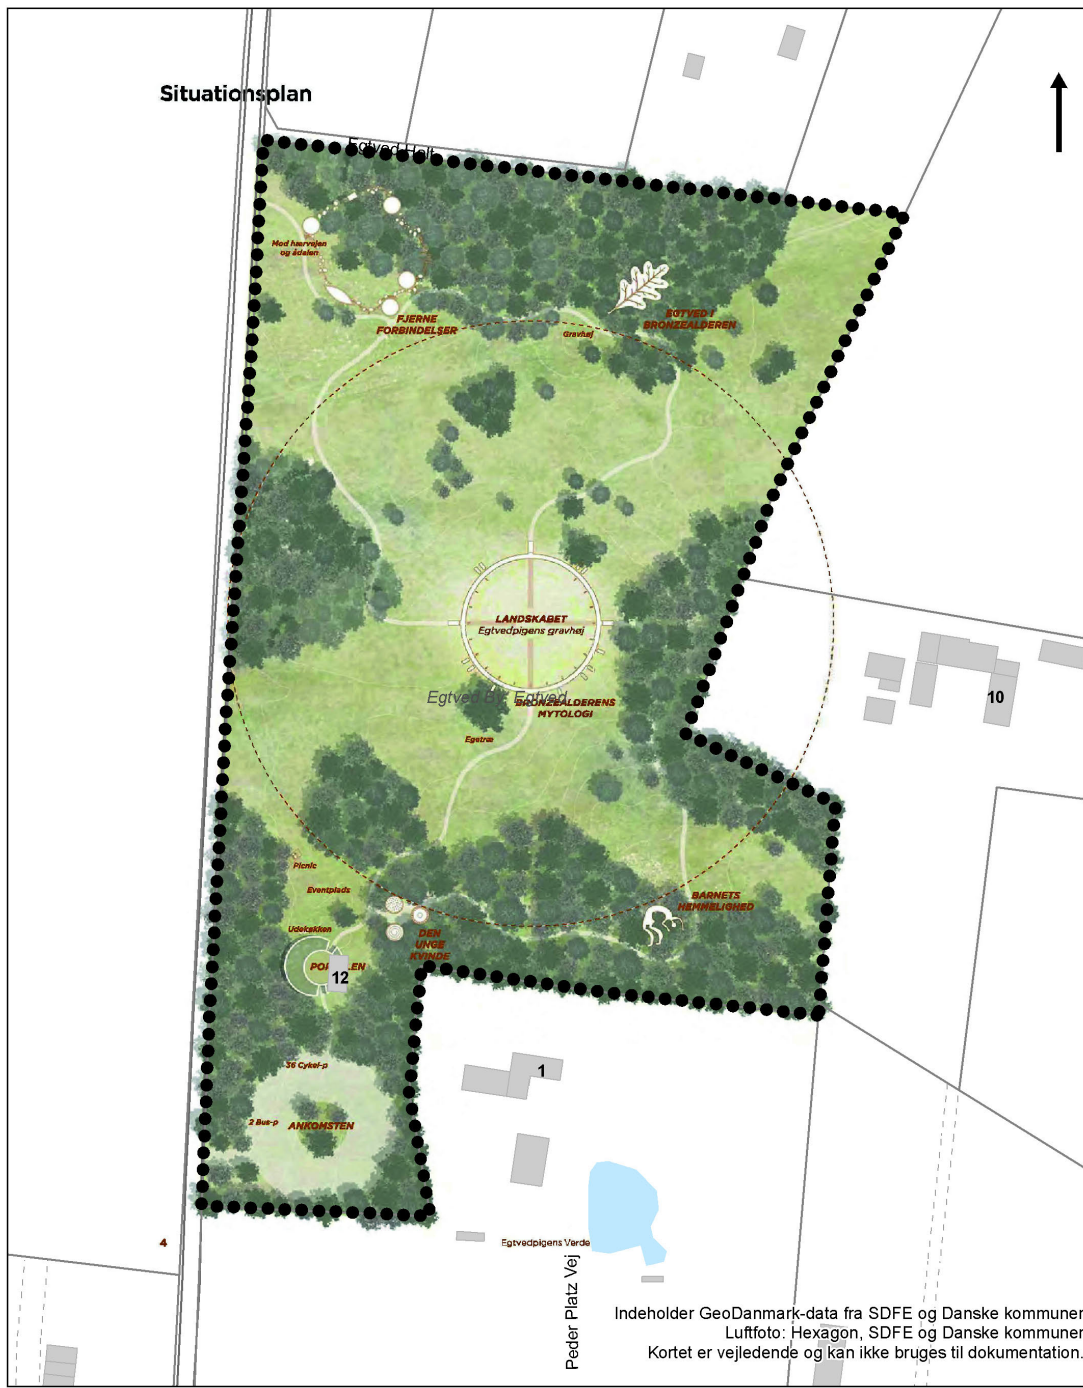 Situationsplan
Egtved Holt
Mod hærvejen
og ådalen
FJERNE
FORBINDELSER
EGTVED I
BRONZEALDEREN
Gravhøj
LANDSKABET
Egtvedpigens gravhøj
Egtved By, Egtved
BRONZEALDERENS
MYTOLOGI
Egetræ
10
Picnic
Eventplads
BARNETS
HEMMELIGHED
Udekøkken
DEN
UNGE
KVINDE
12
36 Cykel-p
1
2 Bus-p
ANKOMSTEN
4
Egtvedpigens Verde
Peder Platz Vej
Indeholder GeoDanmark-data fra SDFE og Danske kommuner
Luftfoto: Hexagon, SDFE og Danske kommuner
Kortet er vejledende og kan ikke bruges til dokumentation.